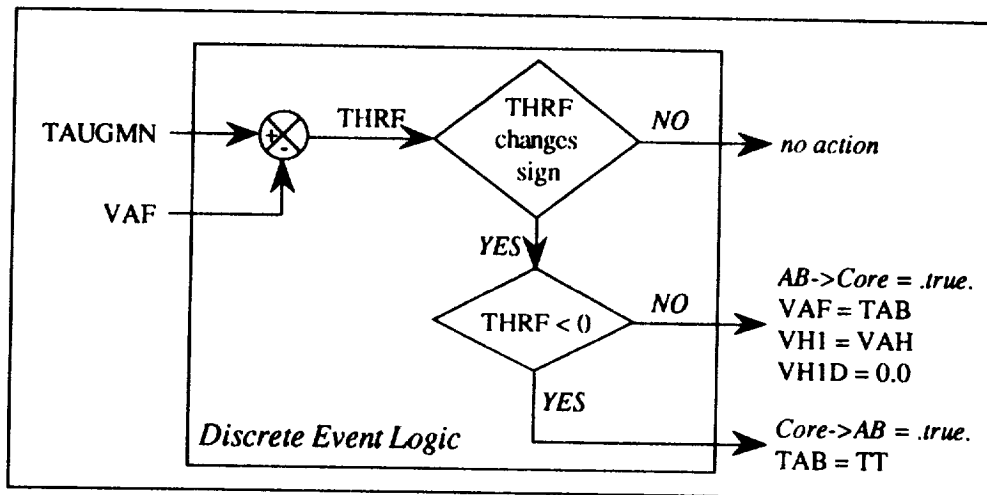 TAUGMN
VAF
+
-
THRF
THRF
changes
sign
NO
no action
YES
THRF < 0
NO
AB->Core = .true.
VAF = TAB
VH1 = VAH
VH1D = 0.0
YES
Core->AB = .true.
TAB = TT
Discrete Event Logic